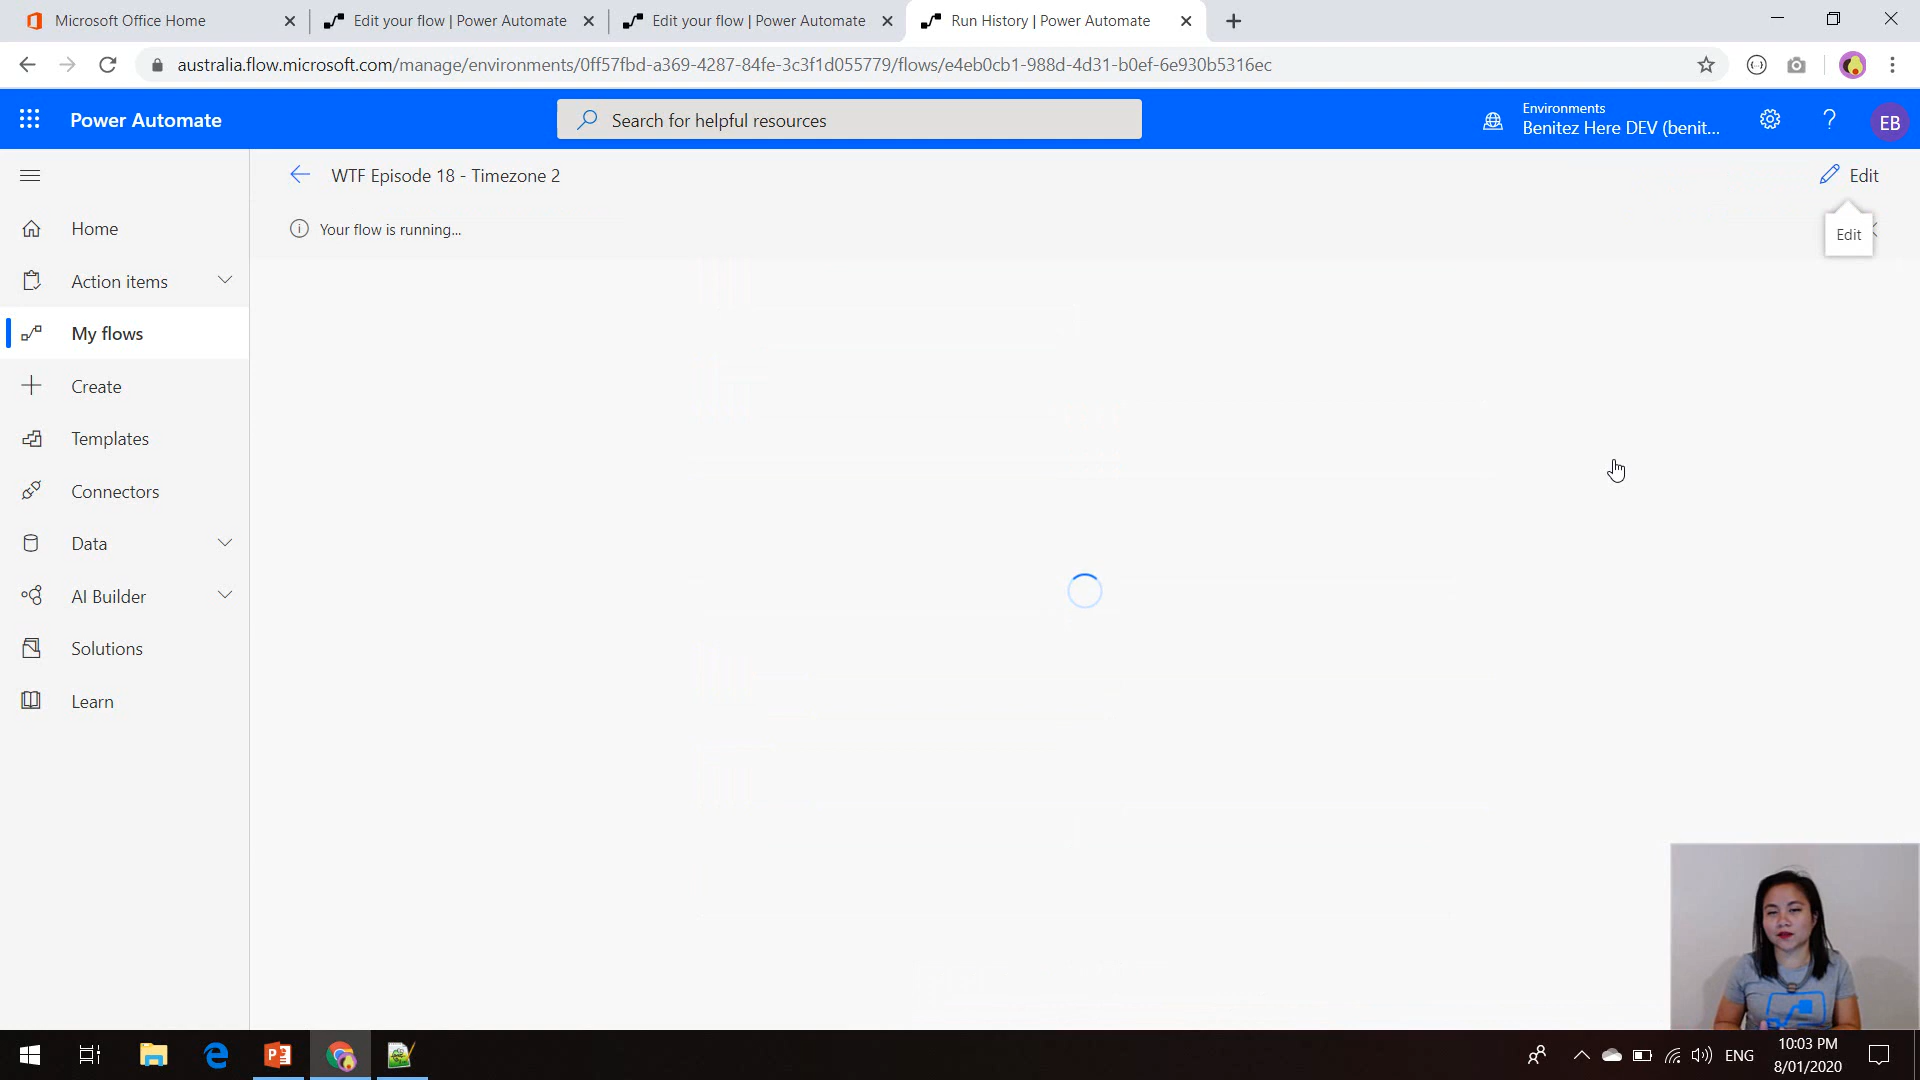 Microsoft Office Home
Edit your flow | Power Automate
Edit your flow | Power Automate
Run History | Power Automate
australia.flow.microsoft.com/manage/environments/0ff57fbd-a369-4287-84fe-3c3f1d055779/flows/e4eb0cb1-988d-4d31-b0ef-6e930b5316ec
Power Automate
Search for helpful resources
Environments
Benitez Here DEV (benit...
EB
WTF Episode 18 - Timezone 2
Edit
Your flow is running...
Edit
Home
Action items
My flows
Create
Templates
Connectors
Data
AI Builder
Solutions
Learn
ENG
10:03 PM
8/01/2020